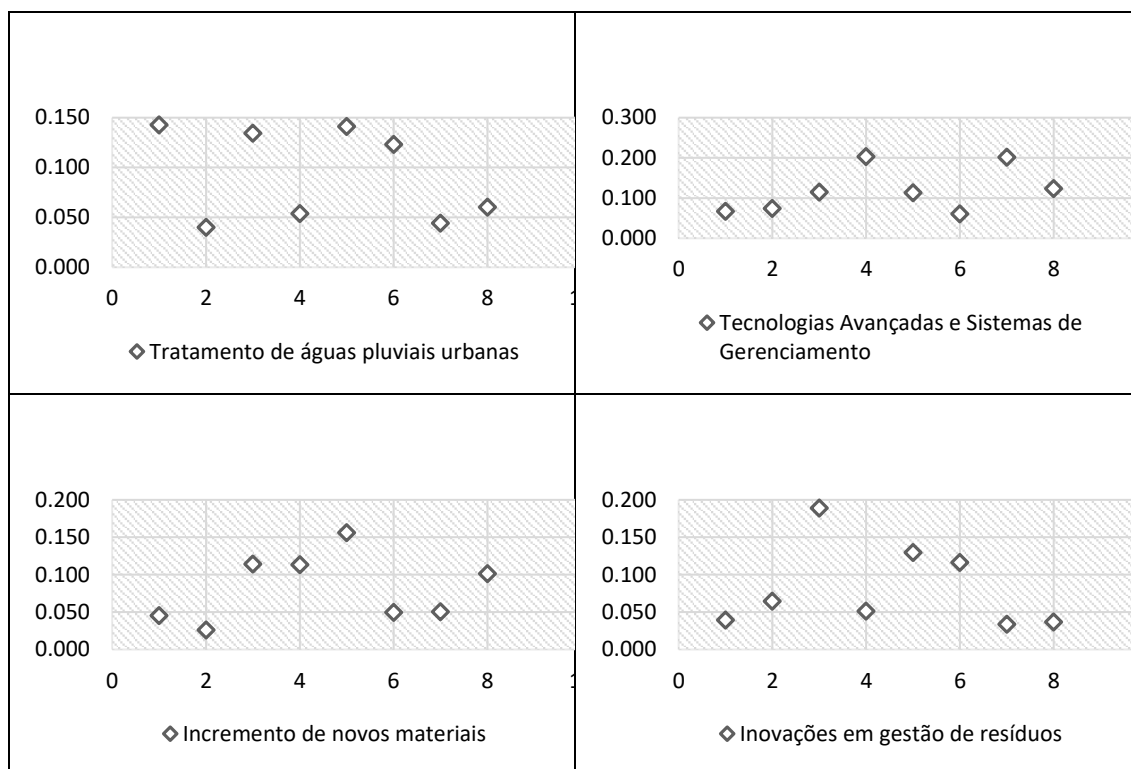 0.150
0.100
0.050
0.000
0 2 4 6 8 1
Tratamento de águas pluviais urbanas
0.300
0.200
0.100
0.000
0 2 4 6 8
Tecnologias Avançadas e Sistemas de
Gerenciamento
0.200
0.150
0.100
0.050
0.000
0 2 4 6 8 1
Incremento de novos materiais
0.200
0.150
0.100
0.050
0.000
0 2 4 6 8
Inovações em gestão de resíduos